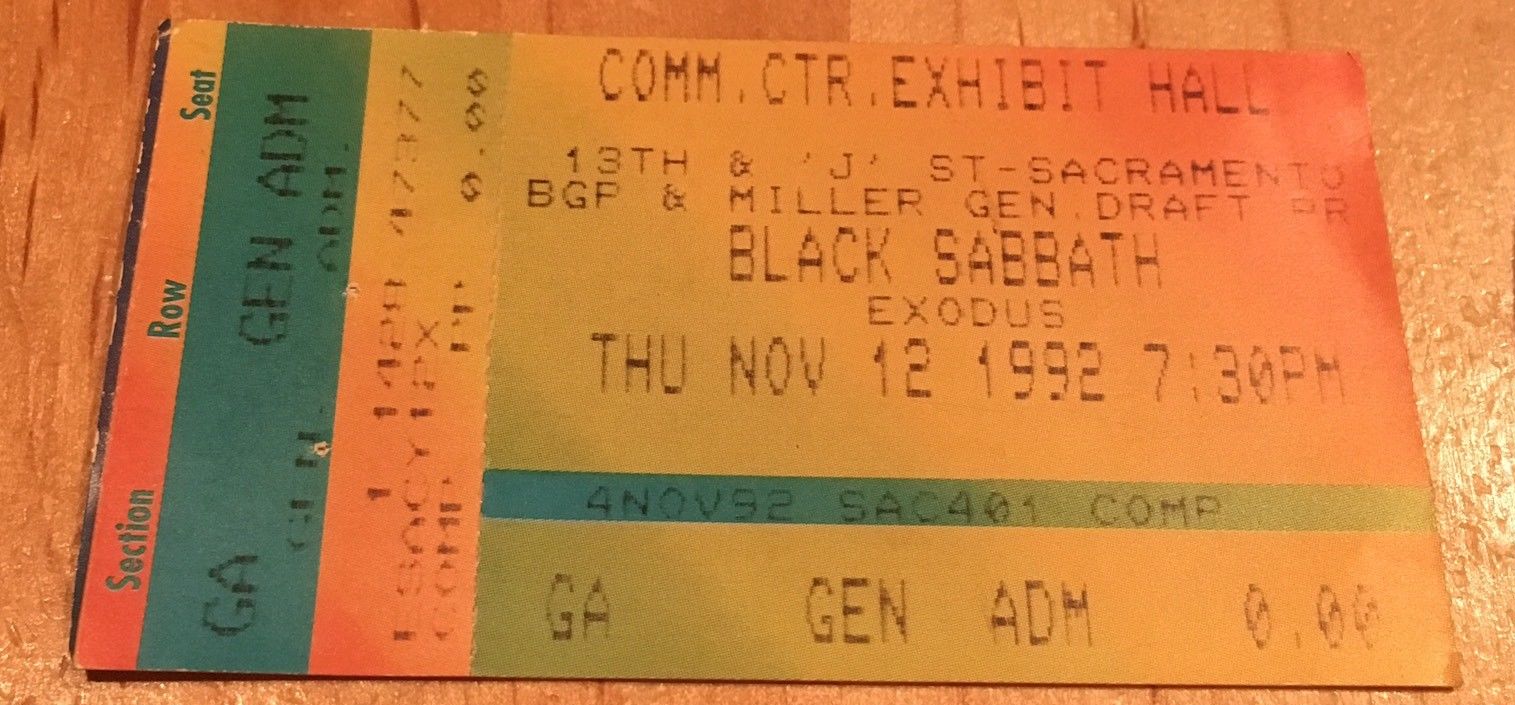 Section Row Seat
GA GEN ADM
COMM.CTR.EXHIBIT HALL
13TH & 'J' ST-SACRAMENTO
BGP & MILLER GEN.DRAFT PR
BLACK SABBATH
EXODUS
THU NOV 12 1992 7:30PM
4NOV92 SAC401 COMP
GA GEN ADM 0.00